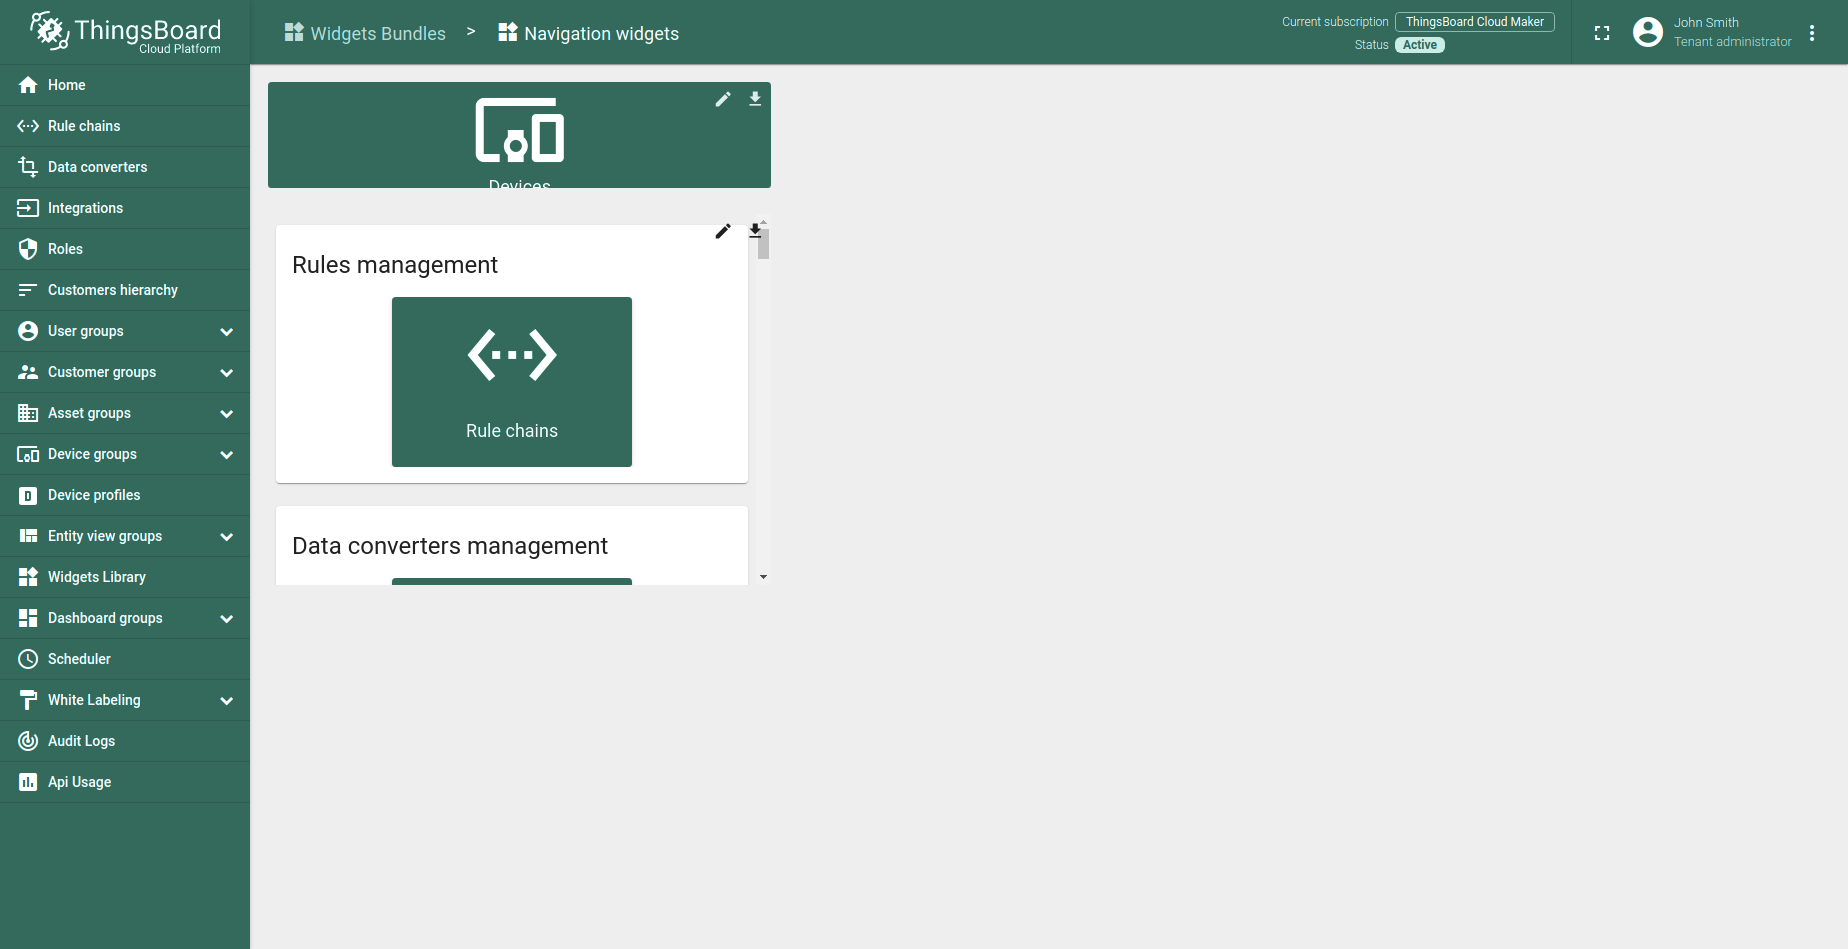 ThingsBoard
Cloud Platform
Home
Rule chains
Data converters
Integrations
Roles
Customers hierarchy
User groups
Customer groups
Asset groups
Device groups
Device profiles
Entity view groups
Widgets Library
Dashboard groups
Scheduler
White Labeling
Audit Logs
Api Usage
Widgets Bundles > Navigation widgets
Current subscription ThingsBoard Cloud Maker
Status Active
John Smith
Tenant administrator
Devices
Rules management
Rule chains
Data converters management